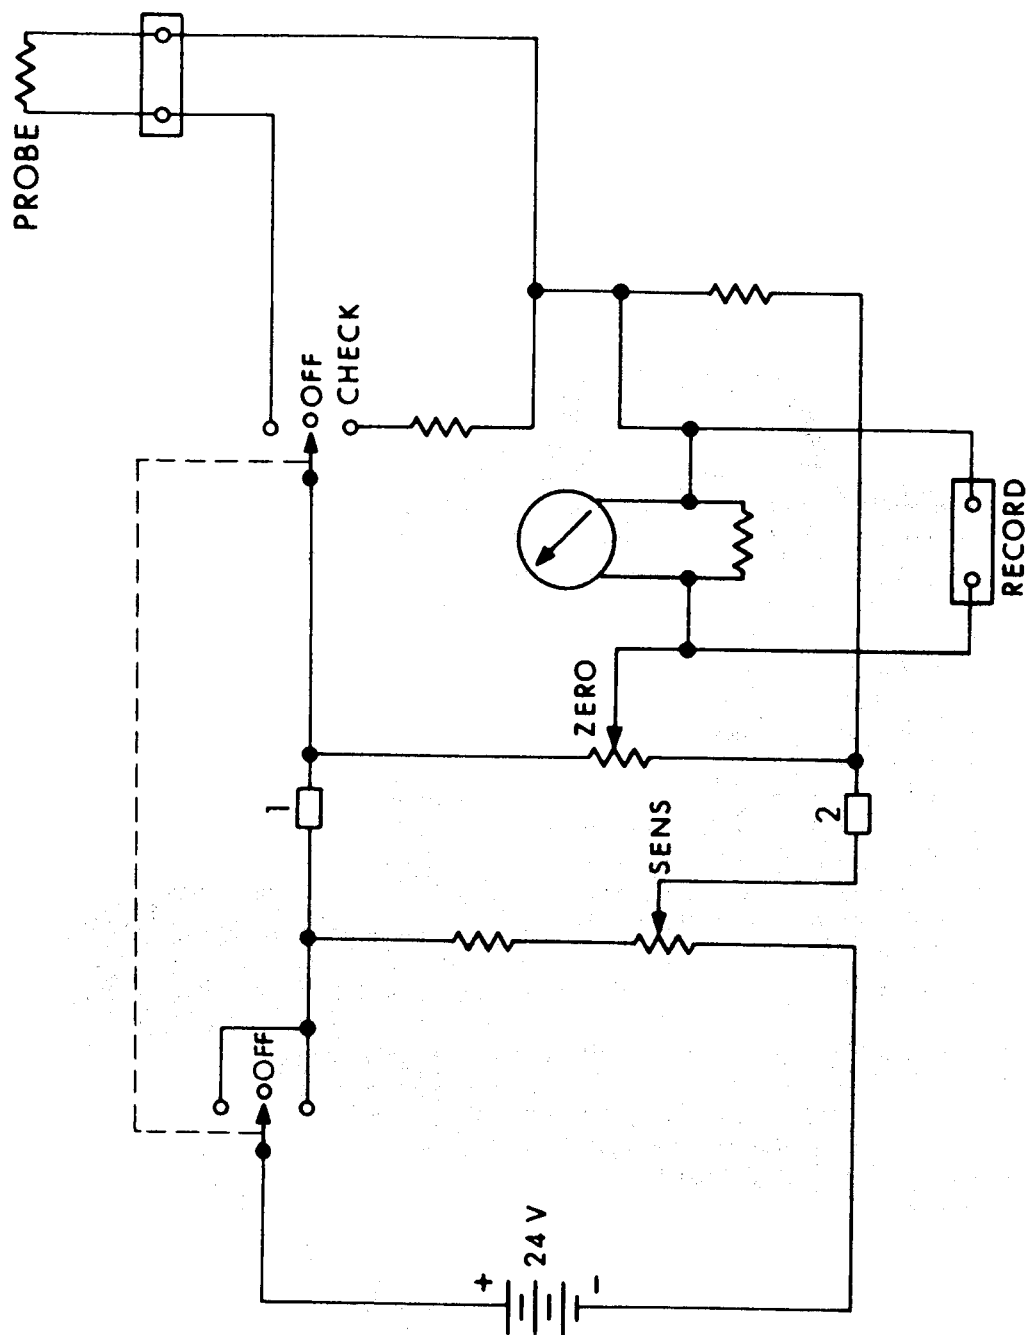 PROBE
OFF
CHECK
ZERO
RECORD
1
SENS
2
OFF
+
24 V
-